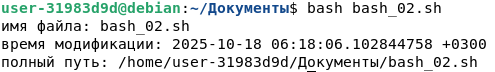 user-31983d9d@debian:~/Документы$ bash bash_02.sh
имя файла: bash_02.sh
время модификации: 2025-10-18 06:18:06.102844758 +0300
полный путь: /home/user-31983d9d/Документы/bash_02.sh